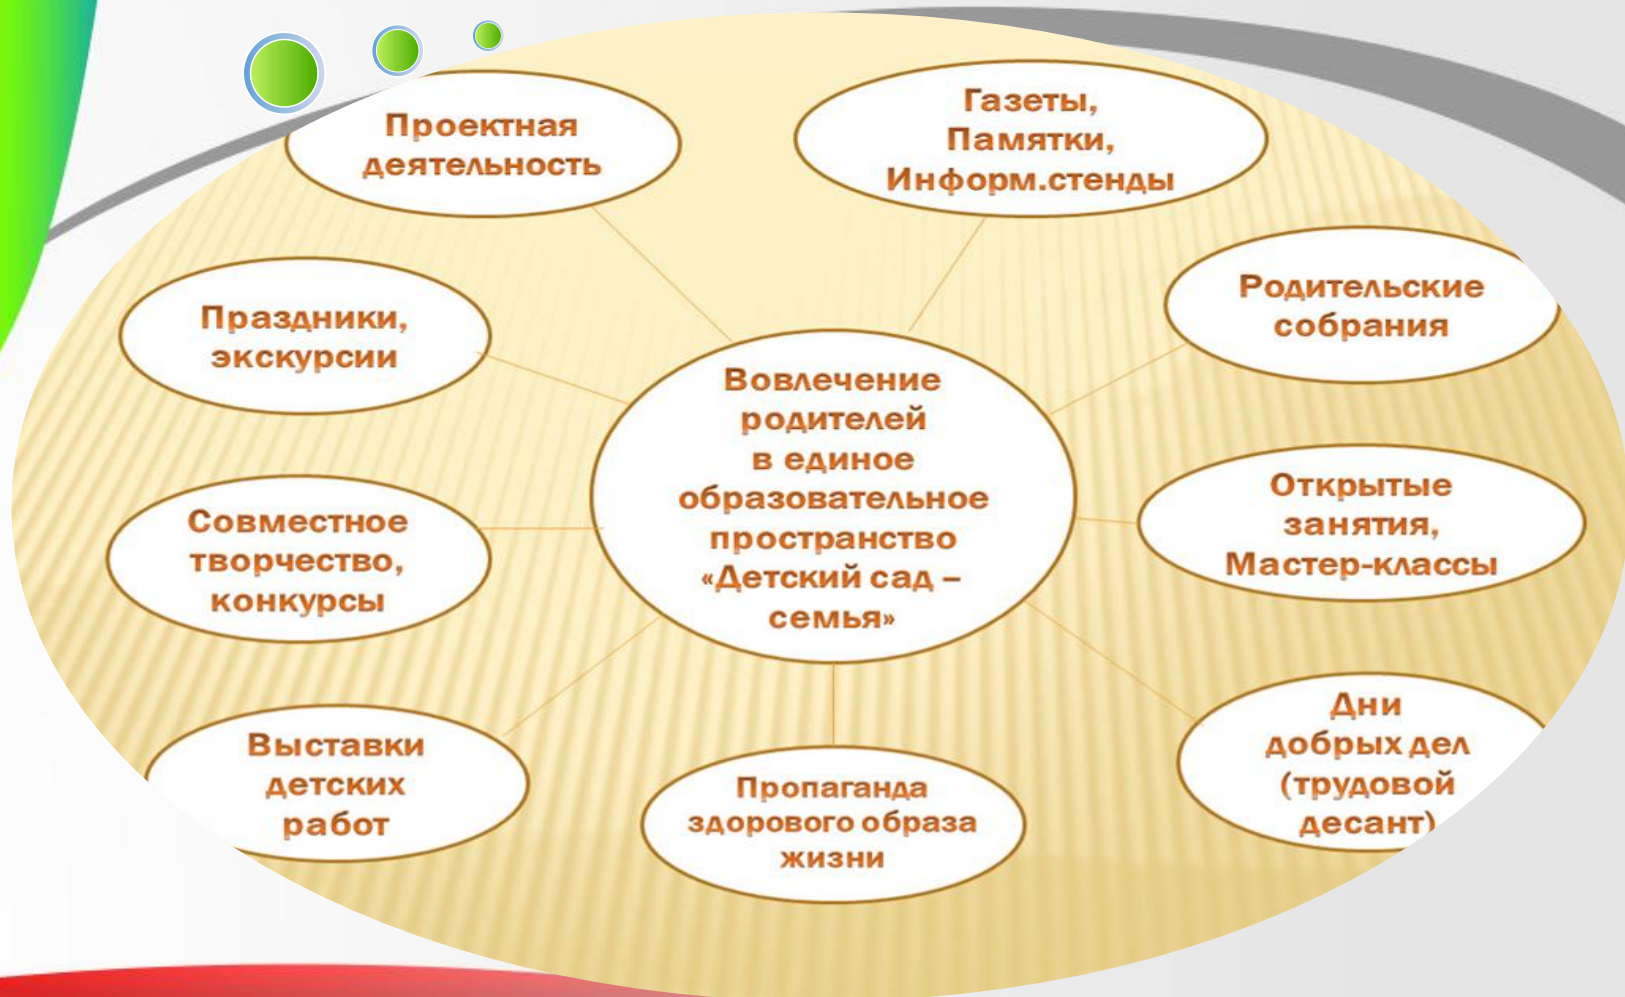 Проектная
деятельность
Газеты,
Памятки,
Информ.стенды
Праздники,
экскурсии
Родительские
собрания
Вовлечение
родителей
в единое
образовательное
пространство
«Детский сад –
семья»
Совместное
творчество,
конкурсы
Открытые
занятия,
Мастер-классы
Выставки
детских
работ
Пропаганда
здорового образа
жизни
Дни
добрых дел
(трудовой
десант)